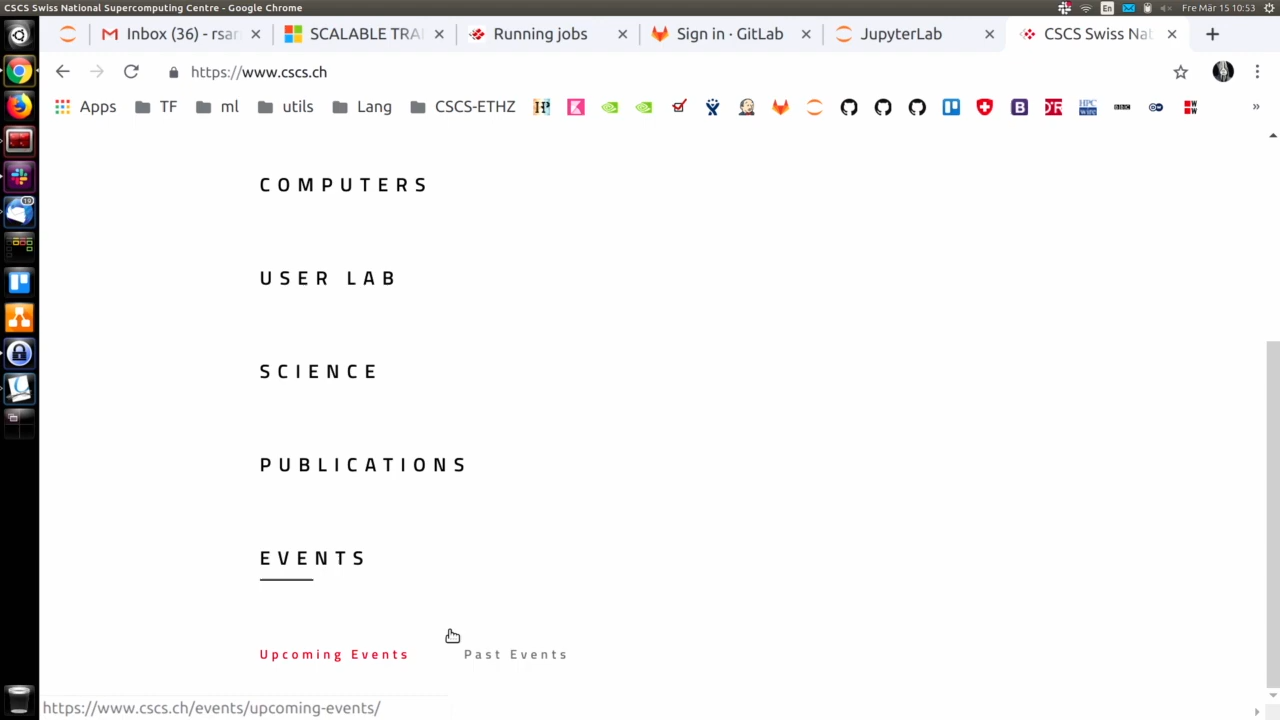 CSCS Swiss National Supercomputing Centre - Google Chrome
En
Fre Mär 15 10:53
Inbox (36) - rsar
SCALABLE TRA
Running jobs
Sign in · GitLab
JupyterLab
CSCS Swiss Nat
https://www.cscs.ch
Apps
TF
ml
utils
Lang
CSCS-ETHZ
»
COMPUTERS
USER LAB
SCIENCE
PUBLICATIONS
EVENTS
Upcoming Events
Past Events
https://www.cscs.ch/events/upcoming-events/